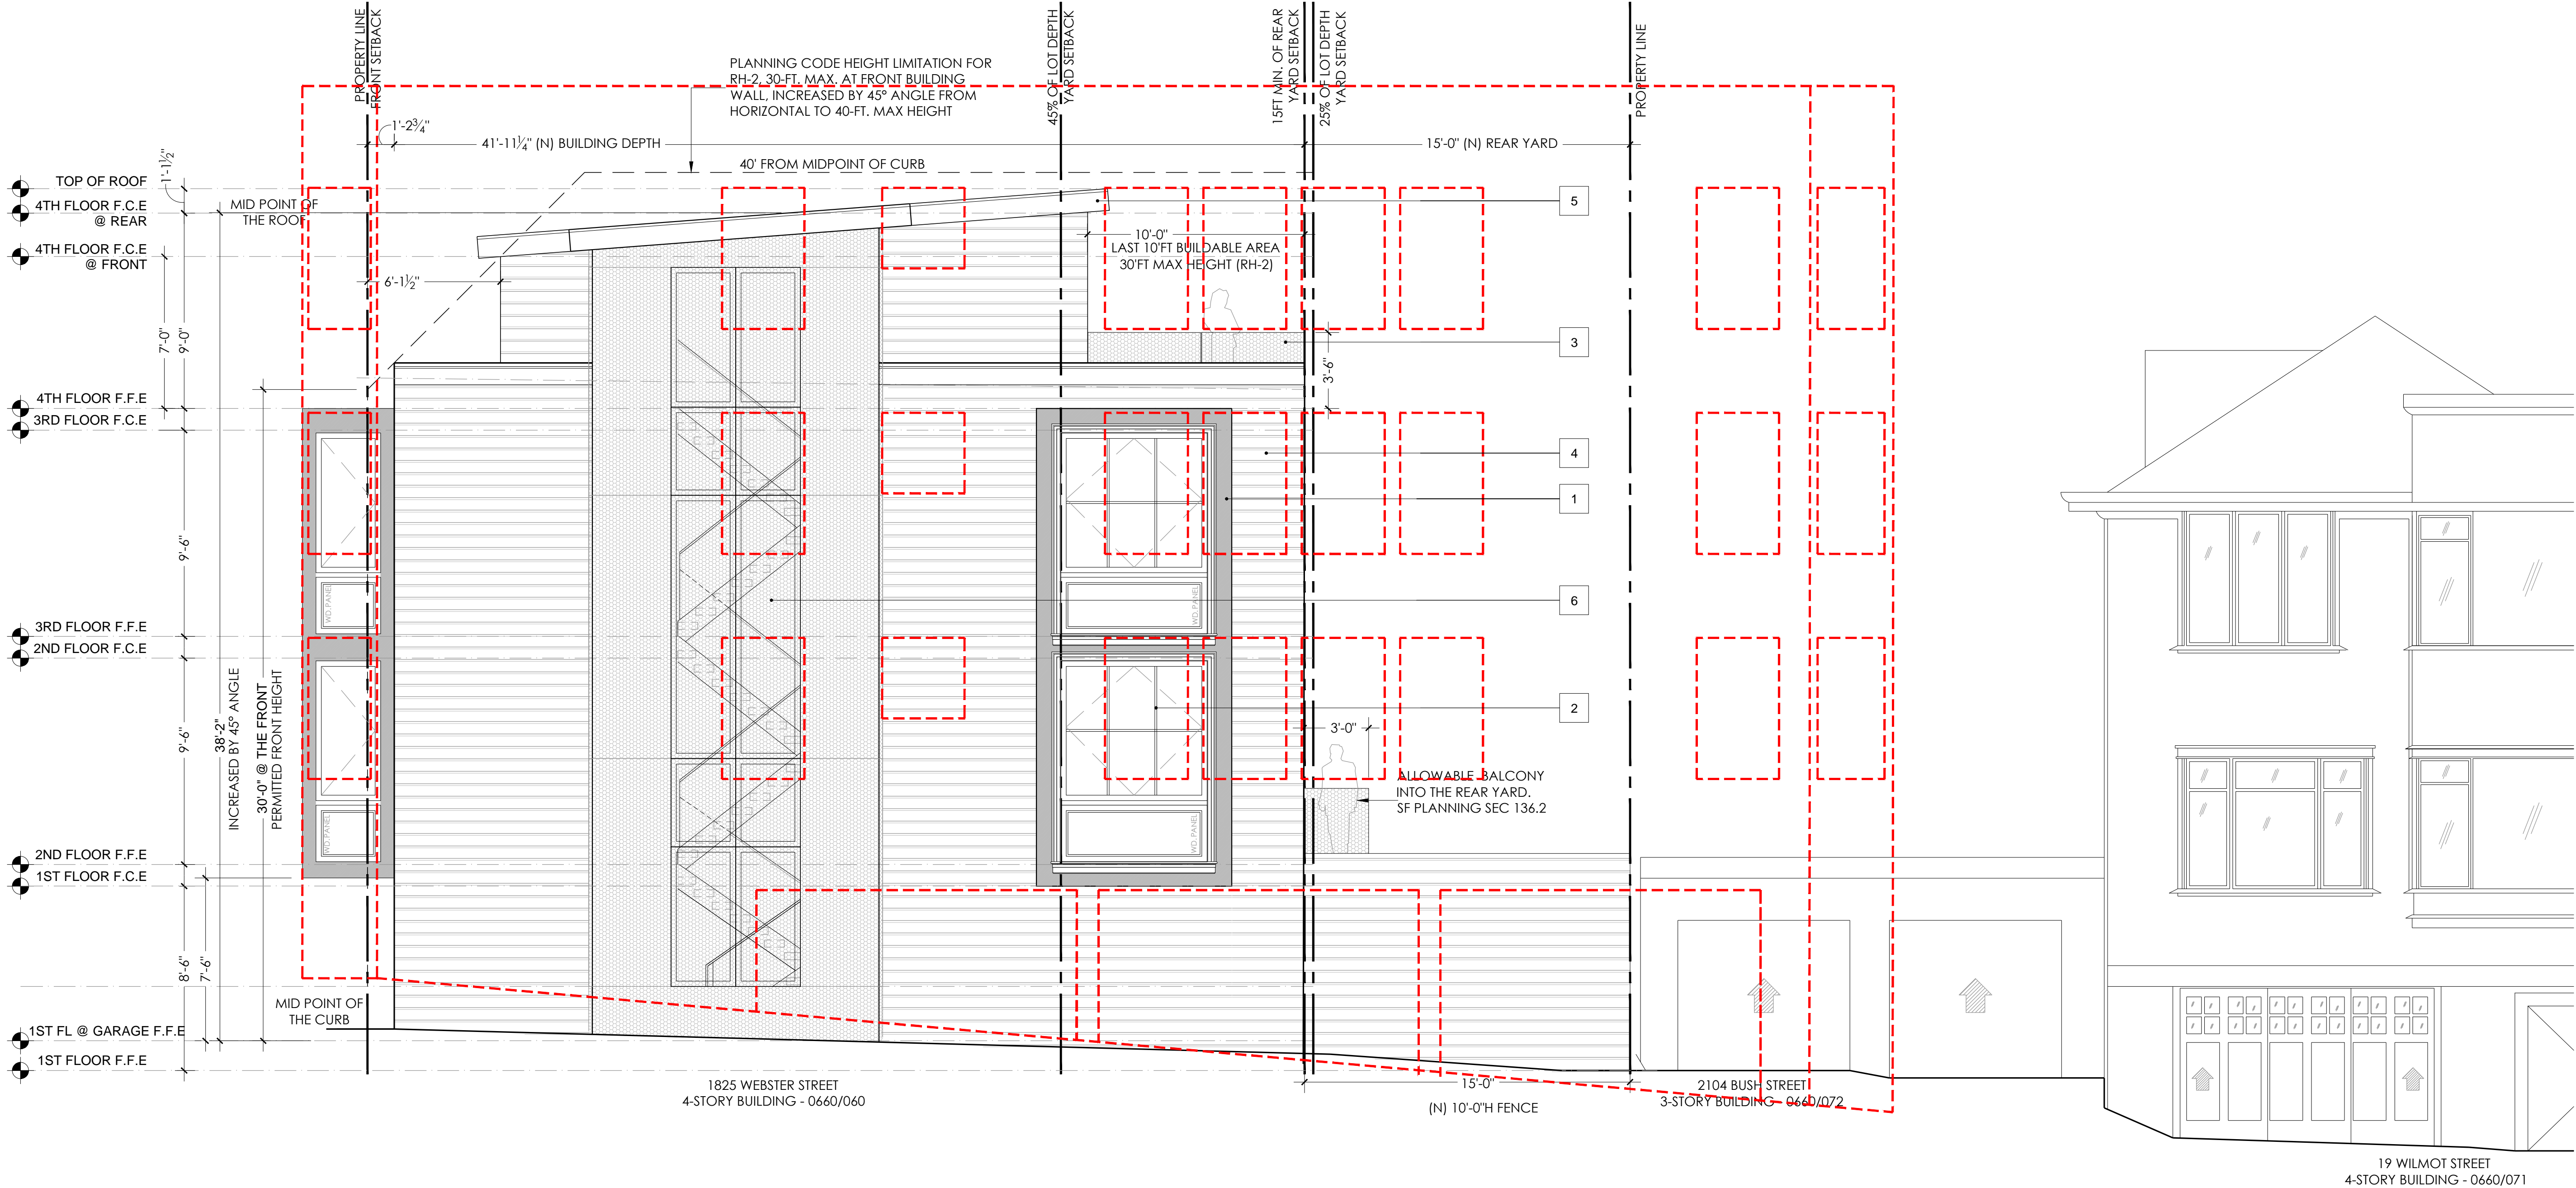 PROPERTY LINE
FRONT SETBACK
45% OF LOT DEPTH
YARD SETBACK
15FT MIN. OF REAR
YARD SETBACK
25% OF LOT DEPTH
YARD SETBACK
PROPERTY LINE
PLANNING CODE HEIGHT LIMITATION FOR
RH-2, 30-FT. MAX. AT FRONT BUILDING
WALL, INCREASED BY 45° ANGLE FROM
HORIZONTAL TO 40-FT. MAX HEIGHT
1'-2¾"
41'-11¼" (N) BUILDING DEPTH
15'-0" (N) REAR YARD
40' FROM MIDPOINT OF CURB
1'-1½"
TOP OF ROOF
4TH FLOOR F.C.E
@ REAR
MID POINT OF
THE ROOF
5
4TH FLOOR F.C.E
@ FRONT
10'-0"
LAST 10'FT BUILDABLE AREA
30'FT MAX HEIGHT (RH-2)
6'-1½"
7'-0"
9'-0"
3
3'-6"
4TH FLOOR F.F.E
3RD FLOOR F.C.E
4
1
9'-6"
WD. PANEL
WD. PANEL
6
3RD FLOOR F.F.E
2ND FLOOR F.C.E
2
3'-0"
9'-6"
38'-2"
INCREASED BY 45° ANGLE
30'-0" @ THE FRONT
PERMITTED FRONT HEIGHT
ALLOWABLE BALCONY
INTO THE REAR YARD.
SF PLANNING SEC 136.2
WD. PANEL
WD. PANEL
2ND FLOOR F.F.E
1ST FLOOR F.C.E
8'-6"
7'-6"
MID POINT OF
THE CURB
1ST FL @ GARAGE F.F.E
1ST FLOOR F.F.E
1825 WEBSTER STREET
4-STORY BUILDING - 0660/060
15'-0"
(N) 10'-0"H FENCE
2104 BUSH STREET
3-STORY BUILDING - 0660/072
19 WILMOT STREET
4-STORY BUILDING - 0660/071